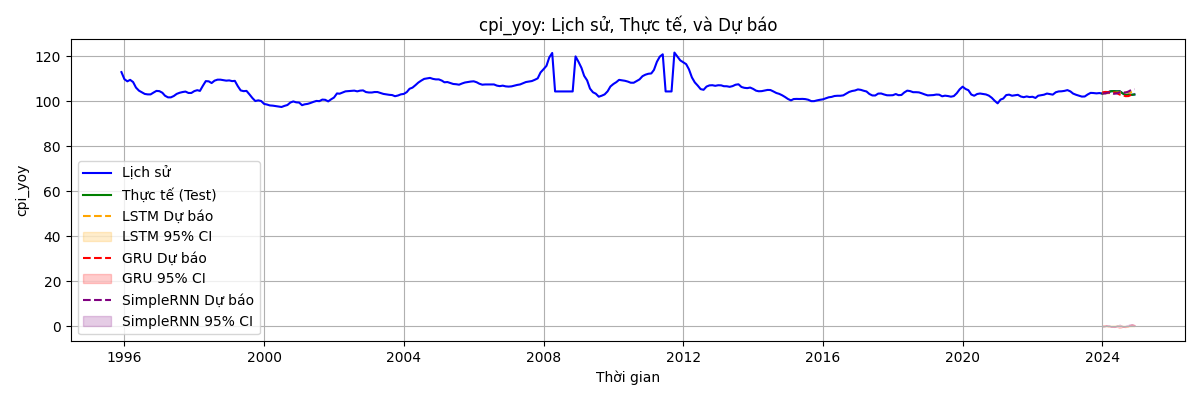 cpi_yoy: Lịch sử, Thực tế, và Dự báo
cpi_yoy
120
100
80
60
40
20
0
Lịch sử
Thực tế (Test)
LSTM Dự báo
LSTM 95% CI
GRU Dự báo
GRU 95% CI
SimpleRNN Dự báo
SimpleRNN 95% CI
1996 2000 2004 2008 2012 2016 2020 2024
Thời gian